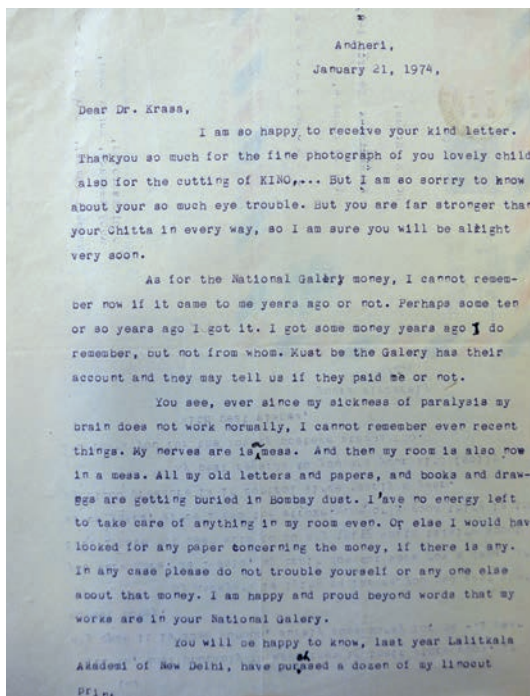 Andheri,
January 21, 1974,
Dear Dr. Krasa,
I am so happy to receive your kind letter.
Thankyou so much for the fine photograph of you lovely child
also for the cutting of KINO,... But I am so sorrry to know
about your so much eye trouble. But you are far stronger than
your Chitta in every way, so I am sure you will be alright
very soon.
As for the National Galery money, I cannot remem-
ber now if it came to me years ago or not. Perhaps some ten
or so years ago I got it. I got some money years ago I do
remember, but not from whom. Must be the Galery has their
account and they may tell us if they paid me or not.
You see, ever since my sickness of paralysis my
brain does not work normally, I cannot remember even recent
things. My nerves are is a mess. And then my room is also now
in a mess. All my old letters and papers, and books and draw-
ngs are getting buried in Bombay dust. I'ave no energy left
to take care of anything in my room even. Or else I would have
looked for any paper concerning the money, if there is any.
In any case please do not trouble yourself or any one else
about that money. I am happy and proud beyond words that my
works are in your National Galery.
You will be happy to know, last year Lalitkala
Akademi of New Delhi, have purchased a dozen of my linocut